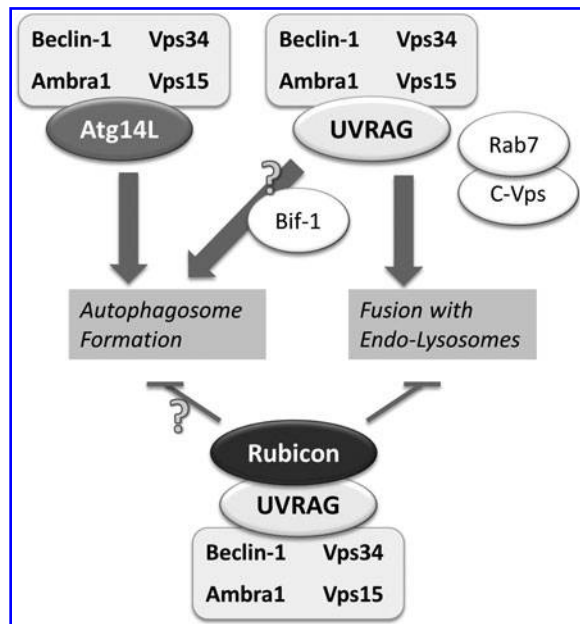 Beclin-1 Vps34
Ambra1 Vps15
Atg14L
Beclin-1 Vps34
Ambra1 Vps15
UVRAG
Rab7
C-Vps
?
Bif-1
Autophagosome
Formation
Fusion with
Endo-Lysosomes
?
Rubicon
UVRAG
Beclin-1 Vps34
Ambra1 Vps15